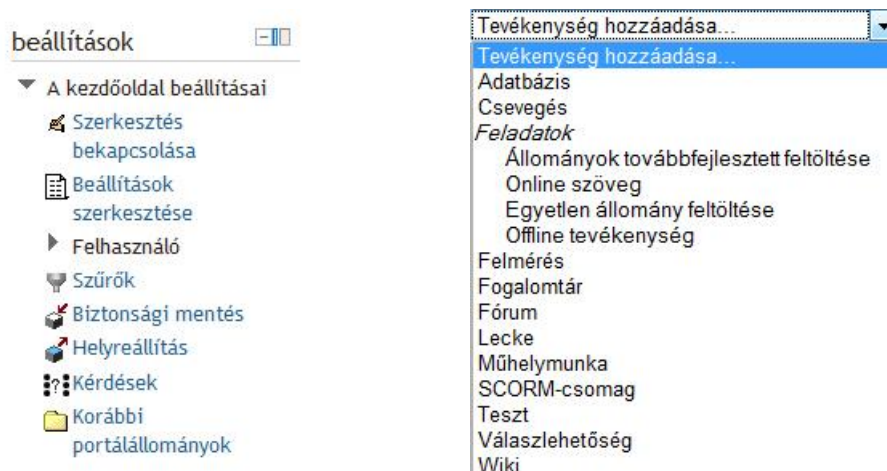 beállítások
A kezdőoldal beállításai
Szerkesztés
bekapcsolása
Beállítások
szerkesztése
Felhasználó
Szűrők
Biztonsági mentés
Helyreállítás
Kérdések
Korábbi
portálállományok
Tevékenység hozzáadása...
Tevékenység hozzáadása...
Adatbázis
Csevegés
Feladatok
Állományok továbbfejlesztett feltöltése
Online szöveg
Egyetlen állomány feltöltése
Offline tevékenység
Felmérés
Fogalomtár
Fórum
Lecke
Műhelymunka
SCORM-csomag
Teszt
Válaszlehetőség
Wiki